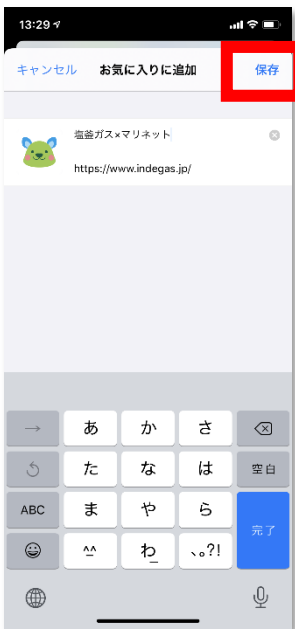 13:29
キャンセル お気に入りに追加 保存
塩釜ガス×マリネット
https://www.indegas.jp/
→ あ か さ
た な は 空白
ABC ま や ら
完了
^^ わ_ 、。?!